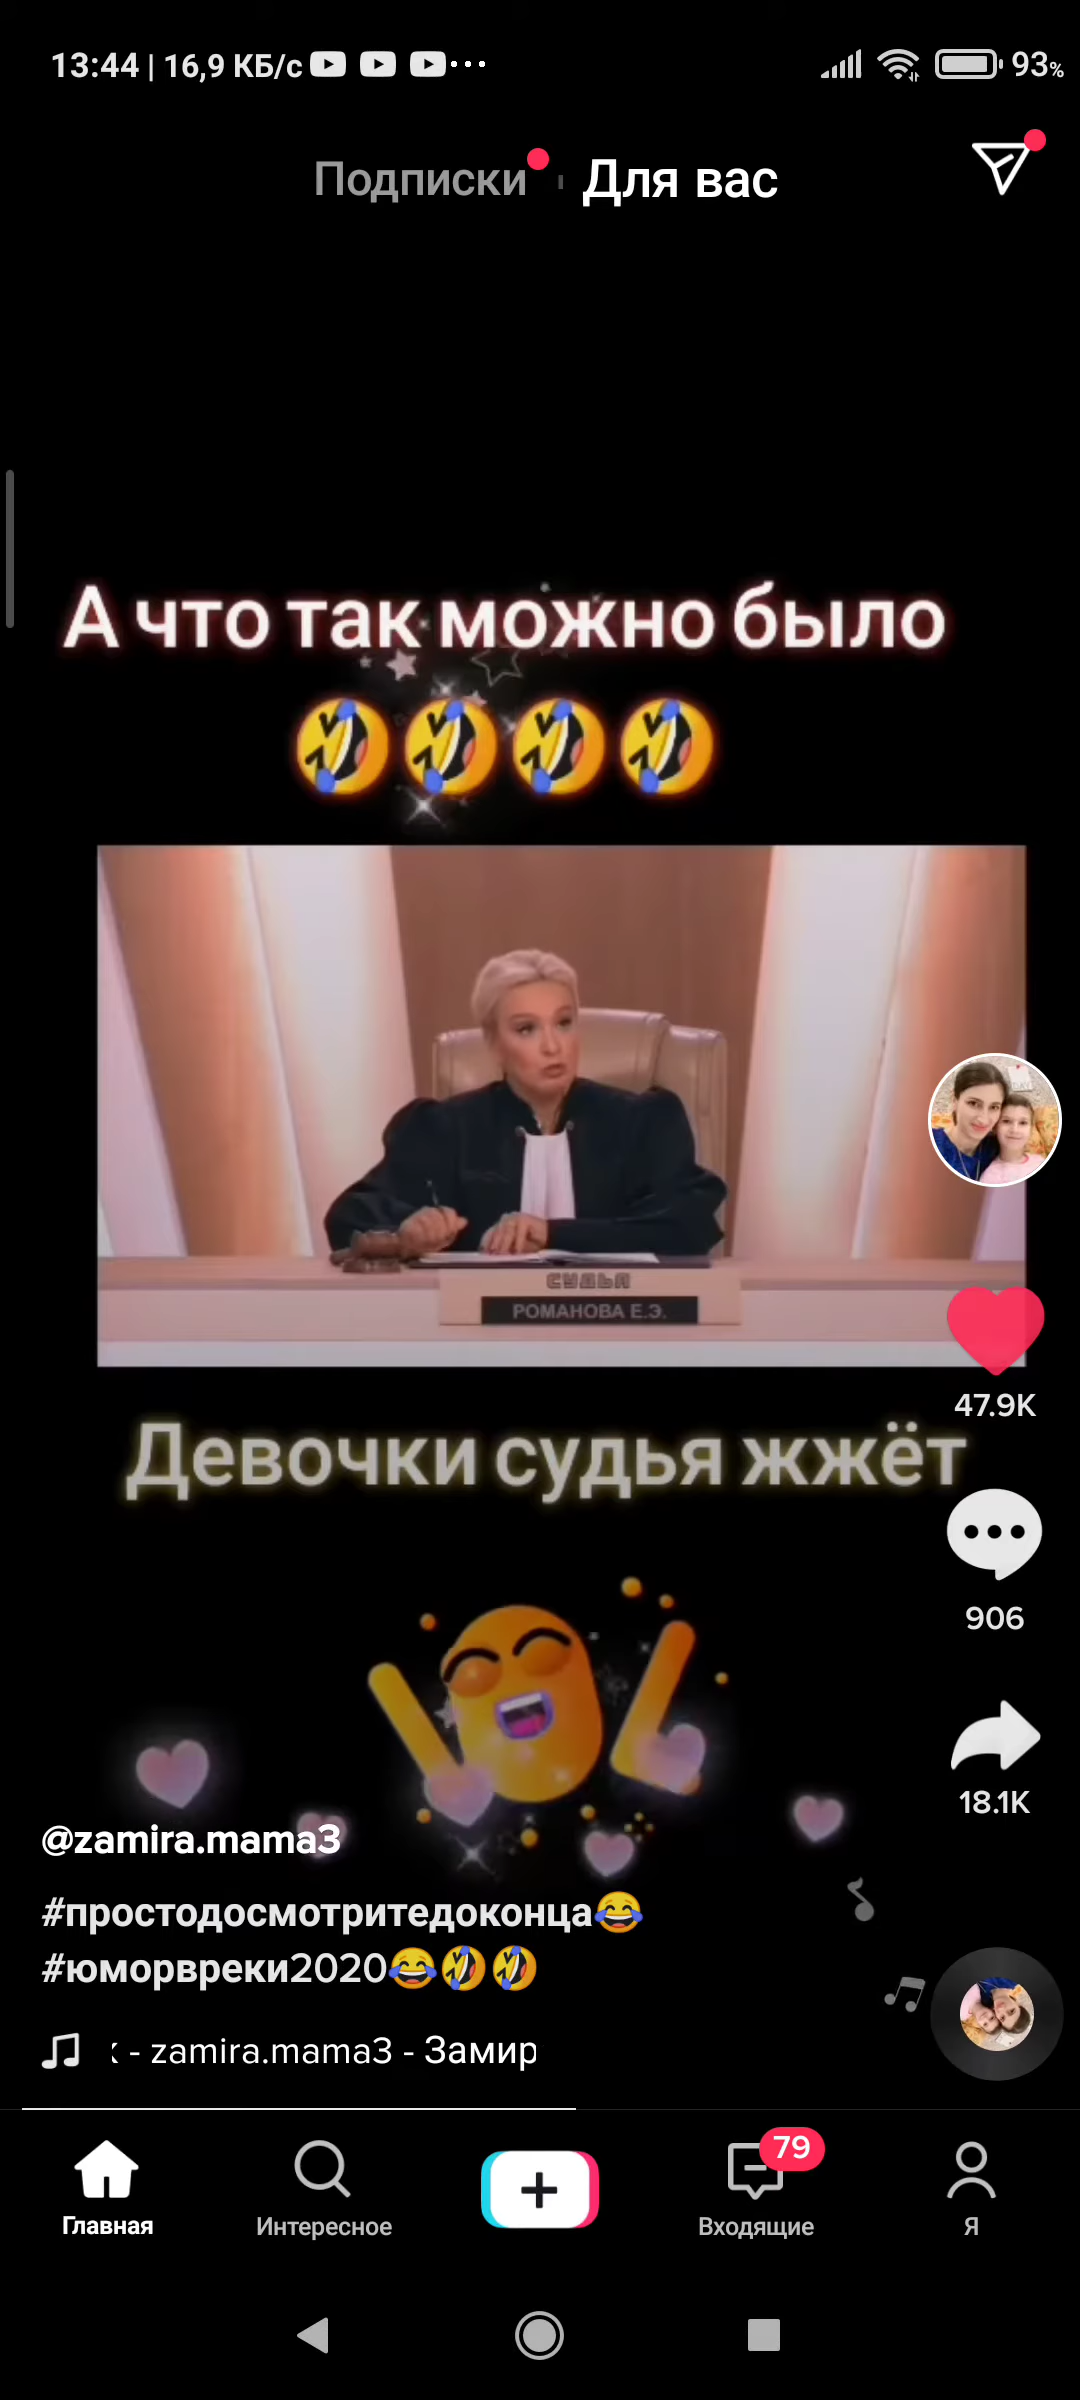 13:44 | 16,9 КБ/с
93%
Подписки Для вас
А что так можно было
🤣🤣🤣🤣
СУДЬЯ
РОМАНОВА Е.Э.
47.9K
Девочки судья жжёт
906
18.1K
@zamira.mama3
#простодосмотритедоконца😂
#юморвреки2020😂🤣🤣
- zamira.mama3 - Замир
79
Главная Интересное Входящие Я